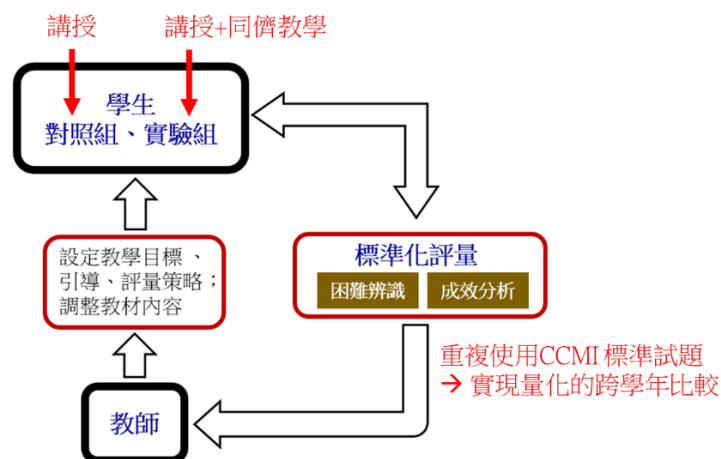 講授
講授+同儕教學
學生
對照組、實驗組
設定教學目標、
引導、評量策略；
調整教材內容
標準化評量
困難辨識
成效分析
重複使用CCMI 標準試題
→ 實現量化的跨學年比較
教師